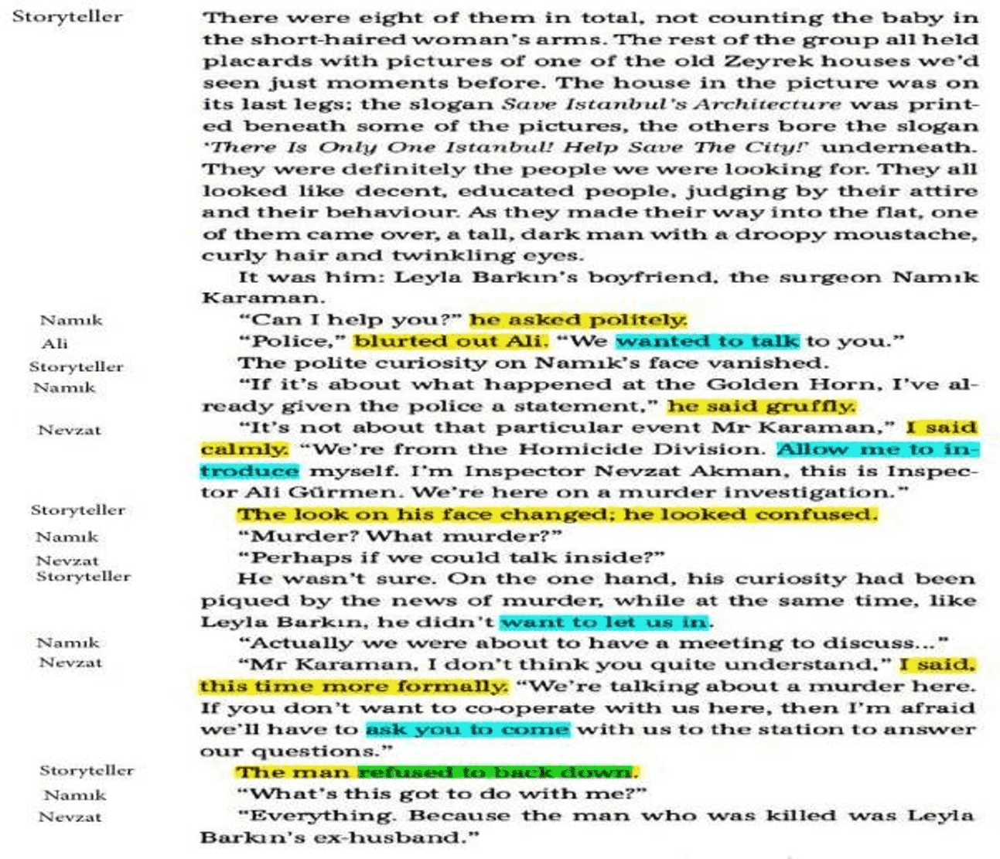 Storyteller There were eight of them in total, not counting the baby in
the short-haired woman's arms. The rest of the group all held
placards with pictures of one of the old Zeyrek houses we'd
seen just moments before. The house in the picture was on
its last legs; the slogan Save Istanbul's Architecture was print-
ed beneath some of the pictures, the others bore the slogan
'There Is Only One Istanbul! Help Save The City!' underneath.
They were definitely the people we were looking for. They all
looked like decent, educated people, judging by their attire
and their behaviour. As they made their way into the flat, one
of them came over, a tall, dark man with a droopy moustache,
curly hair and twinkling eyes.
It was him: Leyla Barkın's boyfriend, the surgeon Namık
Karaman.
Namık "Can I help you?" he asked politely.
Ali "Police," blurted out Ali. "We wanted to talk to you."
Storyteller The polite curiosity on Namık's face vanished.
Namık "If it's about what happened at the Golden Horn, I've al-
ready given the police a statement," he said gruffly.
Nevzat "It's not about that particular event Mr Karaman," I said
calmly. "We're from the Homicide Division. Allow me to in-
troduce myself. I'm Inspector Nevzat Akman, this is Inspec-
tor Ali Gürmen. We're here on a murder investigation."
Storyteller The look on his face changed; he looked confused.
Namık "Murder? What murder?"
Nevzat "Perhaps if we could talk inside?"
Storyteller He wasn't sure. On the one hand, his curiosity had been
piqued by the news of murder, while at the same time, like
Leyla Barkın, he didn't want to let us in.
Namık "Actually we were about to have a meeting to discuss..."
Nevzat "Mr Karaman, I don't think you quite understand," I said,
this time more formally. "We're talking about a murder here.
If you don't want to co-operate with us here, then I'm afraid
we'll have to ask you to come with us to the station to answer
our questions."
Storyteller The man refused to back down.
Namık "What's this got to do with me?"
Nevzat "Everything. Because the man who was killed was Leyla
Barkın's ex-husband."